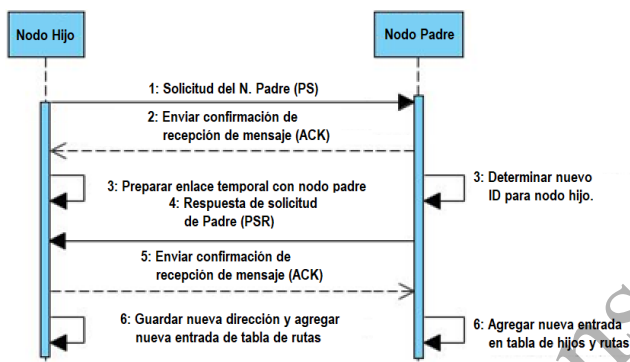 Nodo Hijo
Nodo Padre
1: Solicitud del N. Padre (PS)
2: Enviar confirmación de
recepción de mensaje (ACK)
3: Preparar enlace temporal con nodo padre
3: Determinar nuevo
ID para nodo hijo.
4: Respuesta de solicitud
de Padre (PSR)
5: Enviar confirmación de
recepción de mensaje (ACK)
6: Guardar nueva dirección y agregar
nueva entrada de tabla de rutas
6: Agregar nueva entrada
en tabla de hijos y rutas